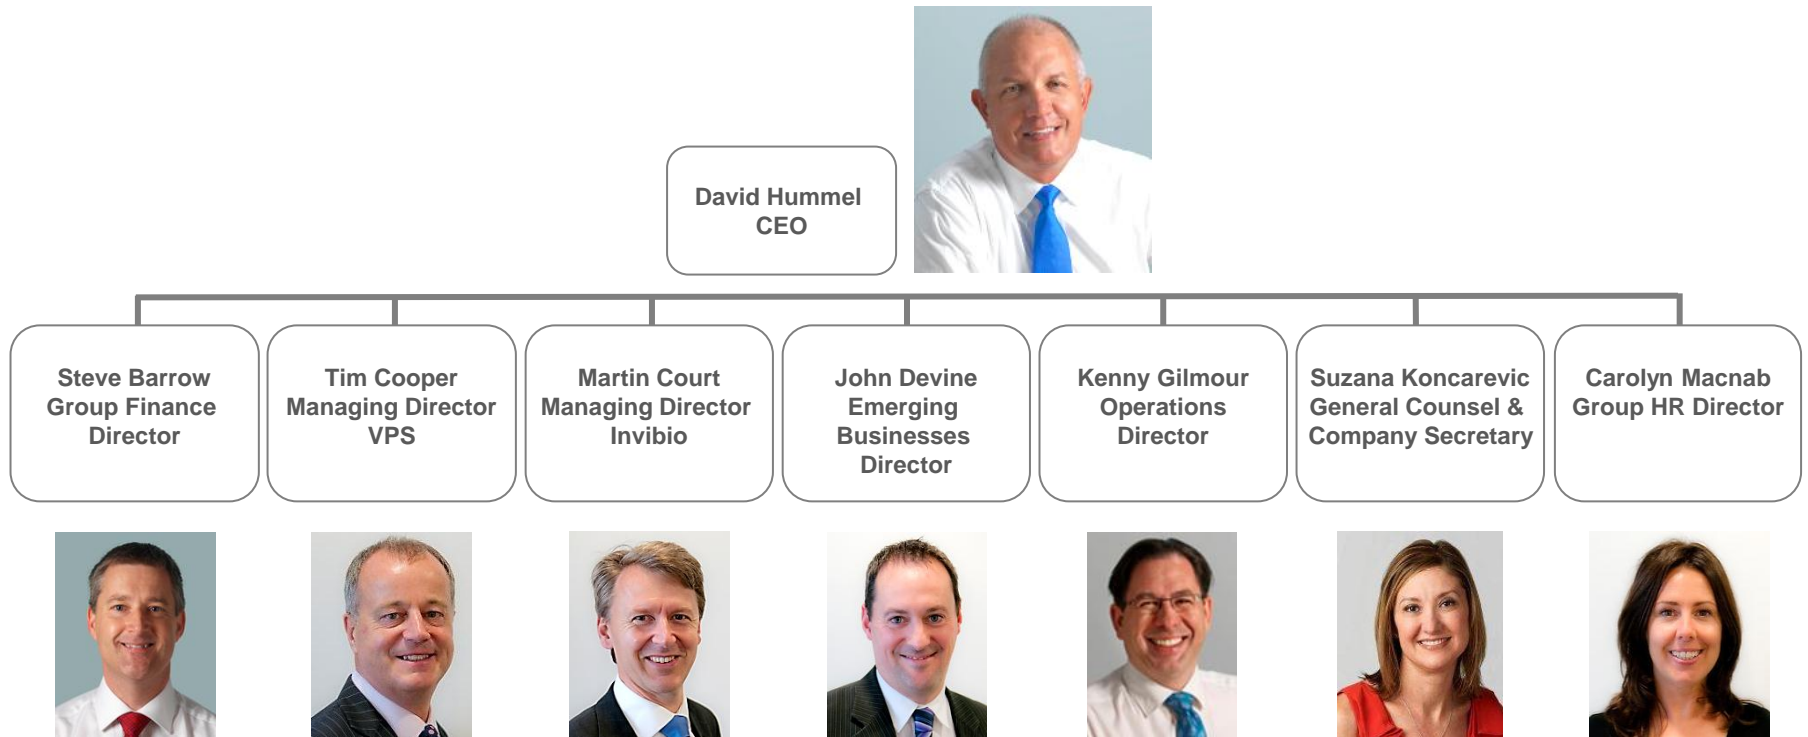 David Hummel
CEO
Steve Barrow
Group Finance
Director
Tim Cooper
Managing Director
VPS
Martin Court
Managing Director
Invibio
John Devine
Emerging
Businesses
Director
Kenny Gilmour
Operations
Director
Suzana Koncarevic
General Counsel &
Company Secretary
Carolyn Macnab
Group HR Director